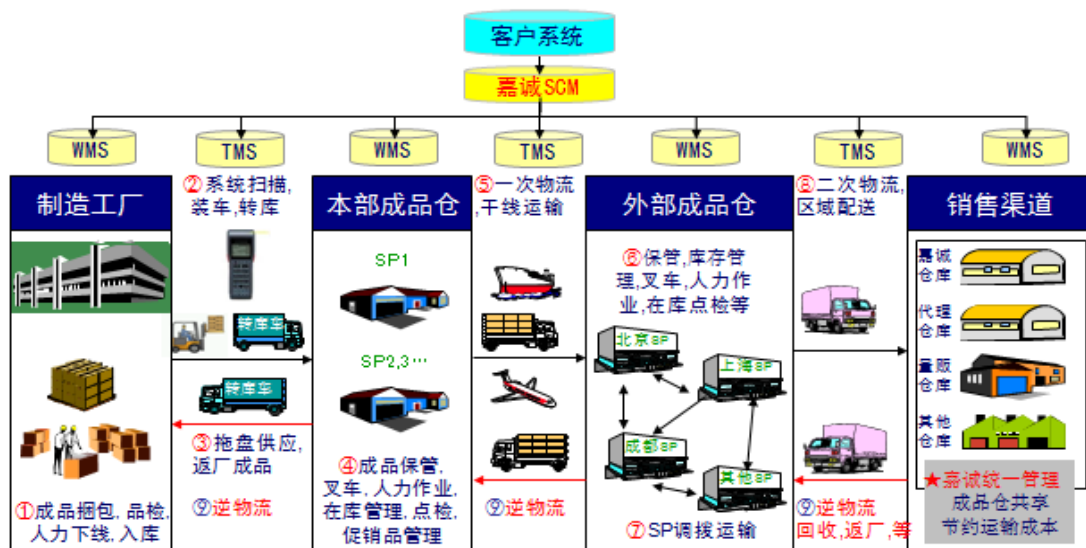 客户系统
嘉诚SCM
WMS
TMS
WMS
TMS
WMS
TMS
WMS
制造工厂
①成品捆包,品检,
人力下线,入库
②系统扫描,
装车,转库
转库车
转库车
③拖盘供应,
返厂成品
⑨逆物流
本部成品仓
SP1
SP2,3…
④成品保管,
叉车,人力作业,
在库管理,点检,
促销品管理
⑤一次物流
,干线运输
⑨逆物流
外部成品仓
⑥保管,库存管
理,叉车,人力作
业,在库点检等
北京SP
上海SP
成都SP
其他SP
⑦SP调拨运输
⑧二次物流,
区域配送
⑨逆物流
回收,返厂,等
销售渠道
嘉诚
仓库
代理
仓库
量贩
仓库
其他
仓库
★嘉诚统一管理
成品仓共享
节约运输成本